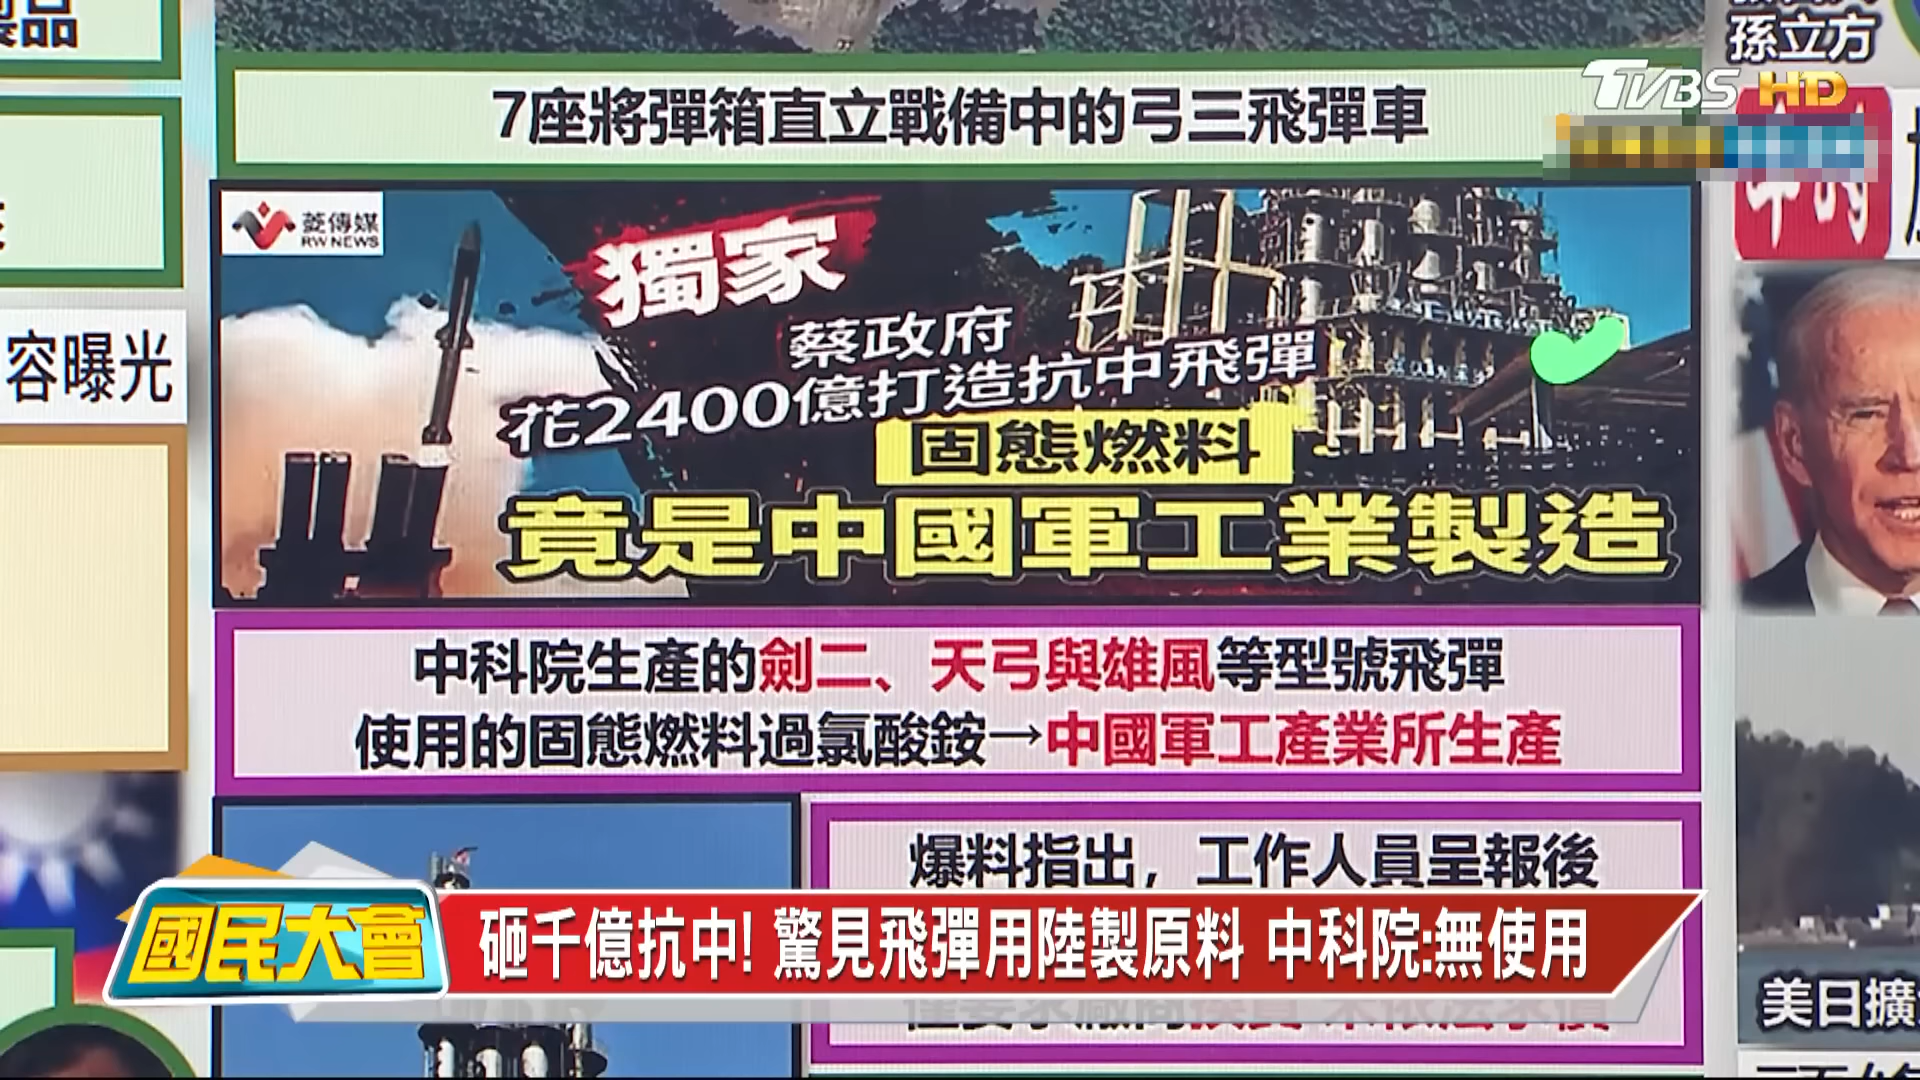 製品
孫立方
TVBS HD
7座將彈箱直立戰備中的弓三飛彈車
中時
菱傳媒
RW NEWS
獨家
蔡政府
花2400億打造抗中飛彈
固態燃料
竟是中國軍工業製造
容曝光
中科院生產的劍二、天弓與雄風等型號飛彈
使用的固態燃料過氯酸銨→中國軍工產業所生產
爆料指出，工作人員呈報後
國民大會
砸千億抗中! 驚見飛彈用陸製原料 中科院:無使用
美日擴